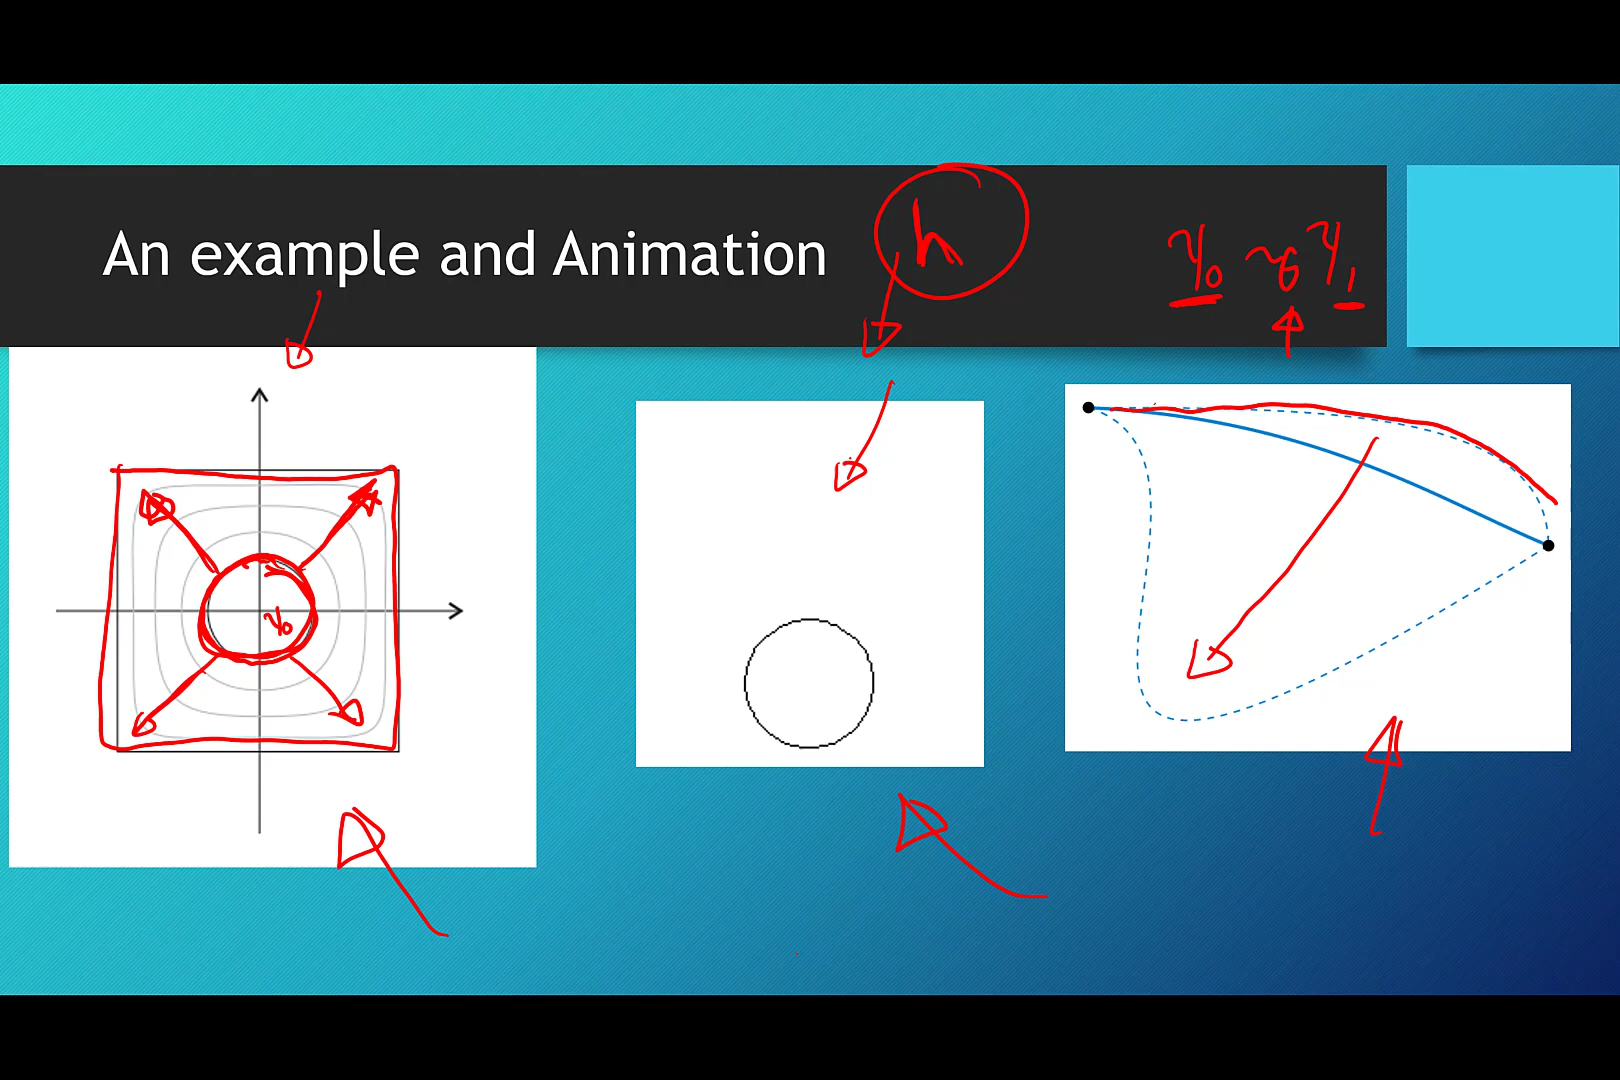 An example and Animation
h
γ₀ ~G γ₁
γ₀